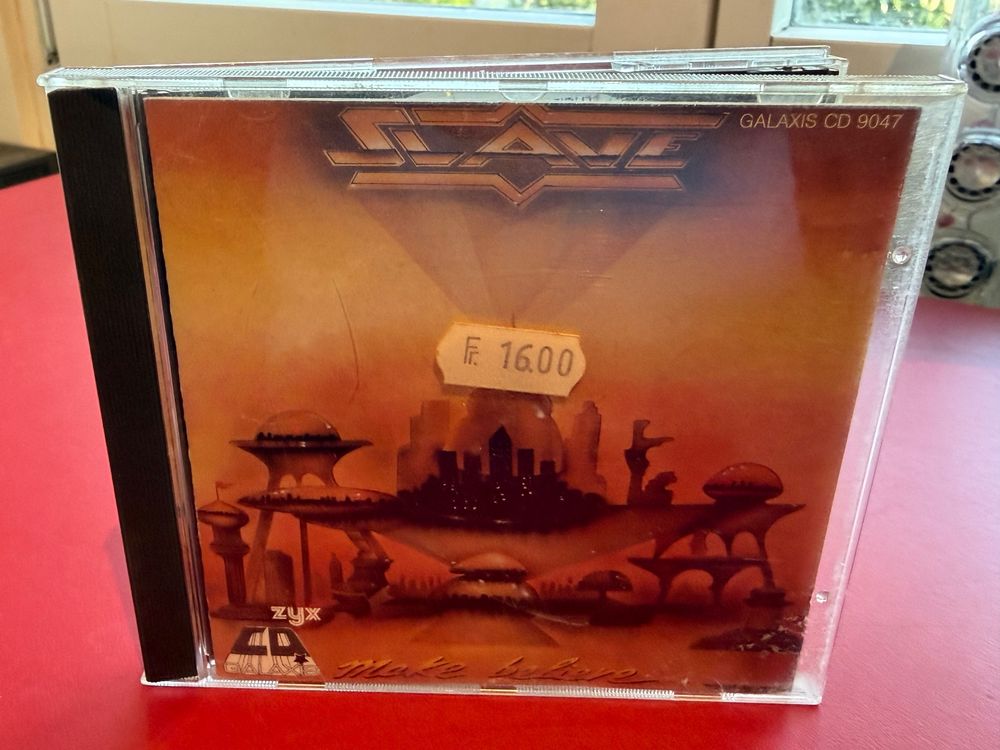 SLAVE
GALAXIS CD 9047
Fr. 16.00
zyx
CD
GALAXIS
Make believe